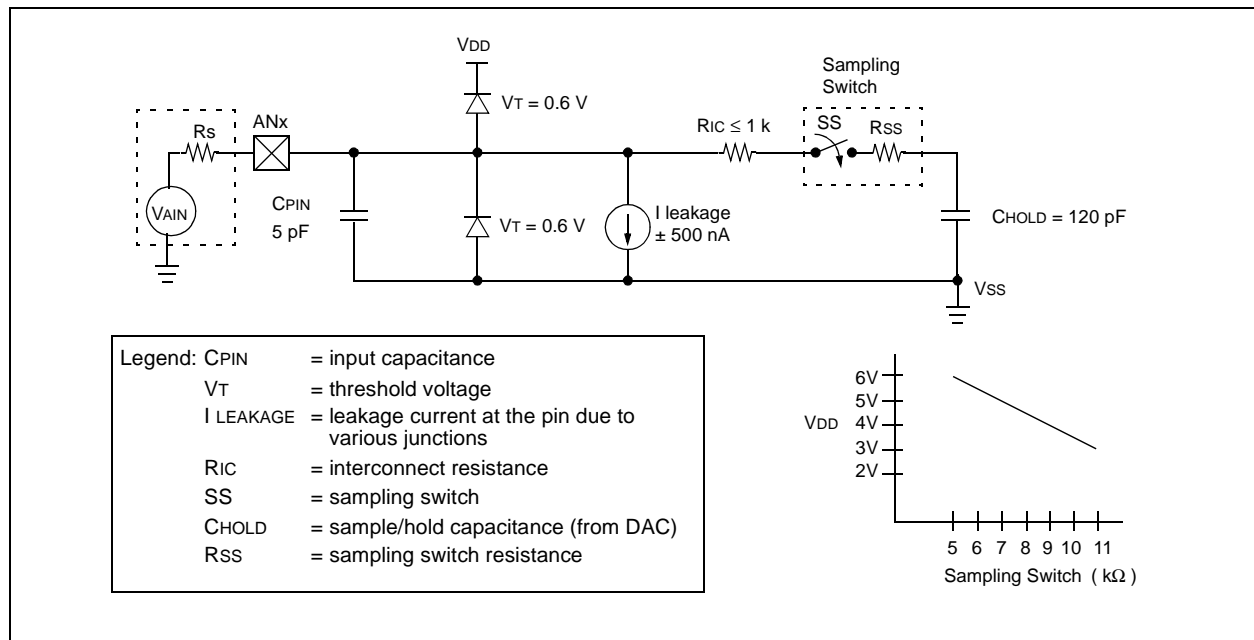 VDD
Sampling
Switch
VT = 0.6 V
ANx
RIC ≤ 1 k
SS
RSS
Rs
VAIN
CPIN
5 pF
VT = 0.6 V
I leakage
± 500 nA
CHOLD = 120 pF
VSS
Legend: CPIN = input capacitance
VT = threshold voltage
I LEAKAGE = leakage current at the pin due to
various junctions
RIC = interconnect resistance
SS = sampling switch
CHOLD = sample/hold capacitance (from DAC)
RSS = sampling switch resistance
6V
5V
VDD
4V
3V
2V
5 6 7 8 9 10 11
Sampling Switch ( kΩ )